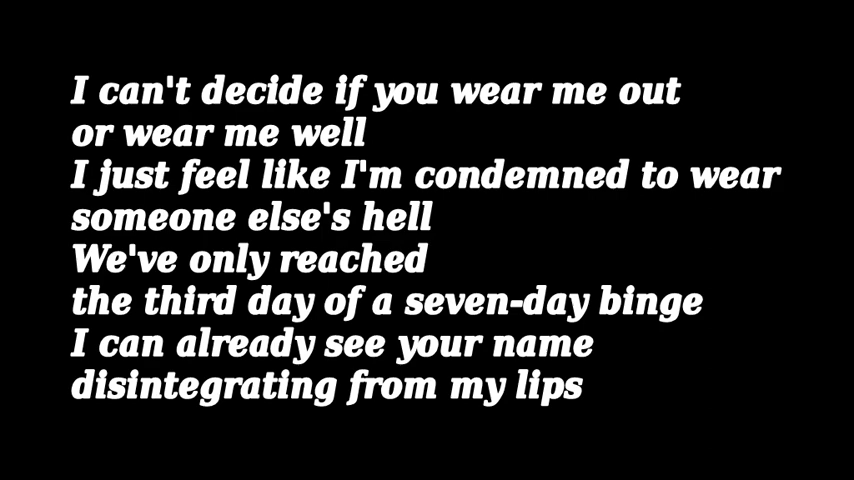 I can't decide if you wear me out
or wear me well
I just feel like I'm condemned to wear
someone else's hell
We've only reached
the third day of a seven-day binge
I can already see your name
disintegrating from my lips